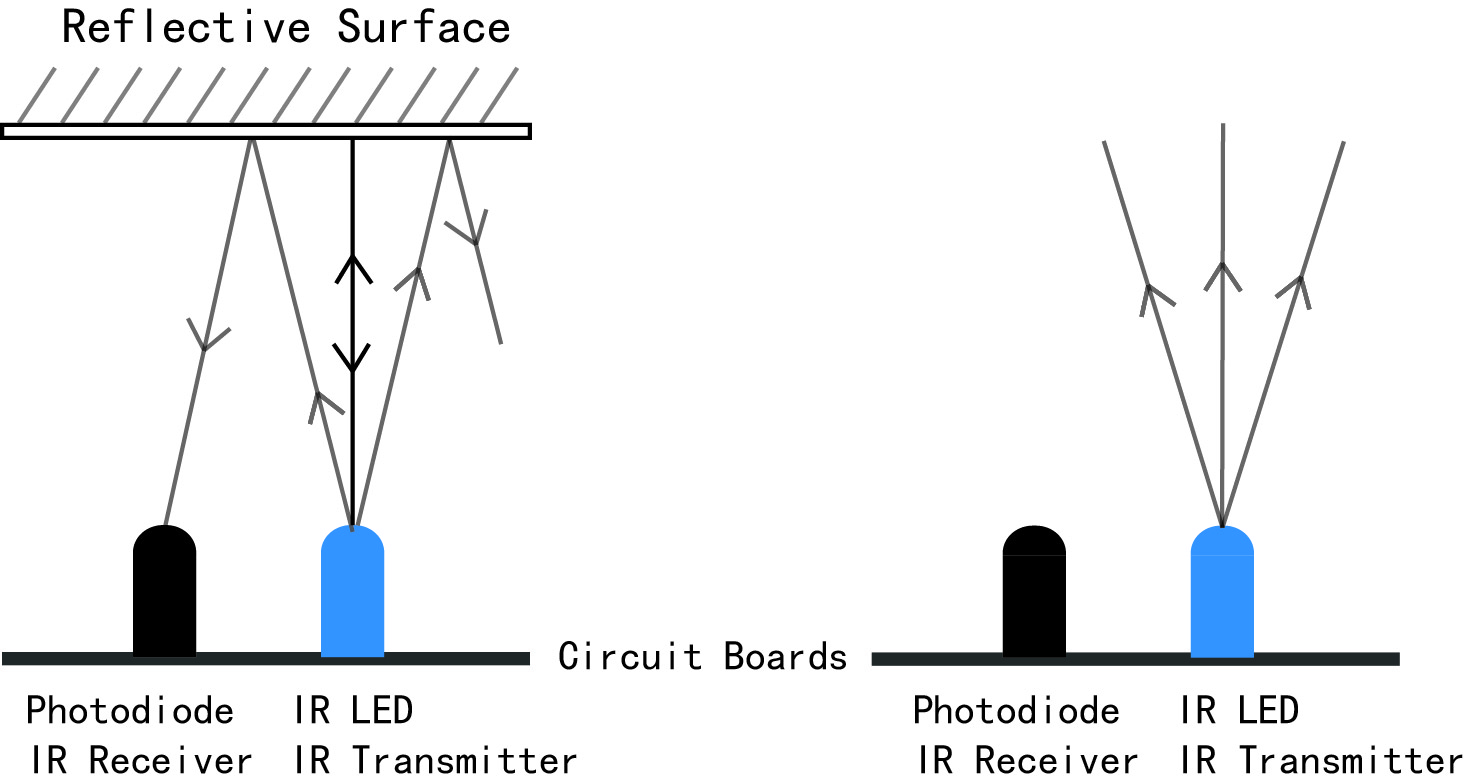 Reflective Surface
Circuit Boards
Photodiode
IR Receiver
IR LED
IR Transmitter
Photodiode
IR Receiver
IR LED
IR Transmitter